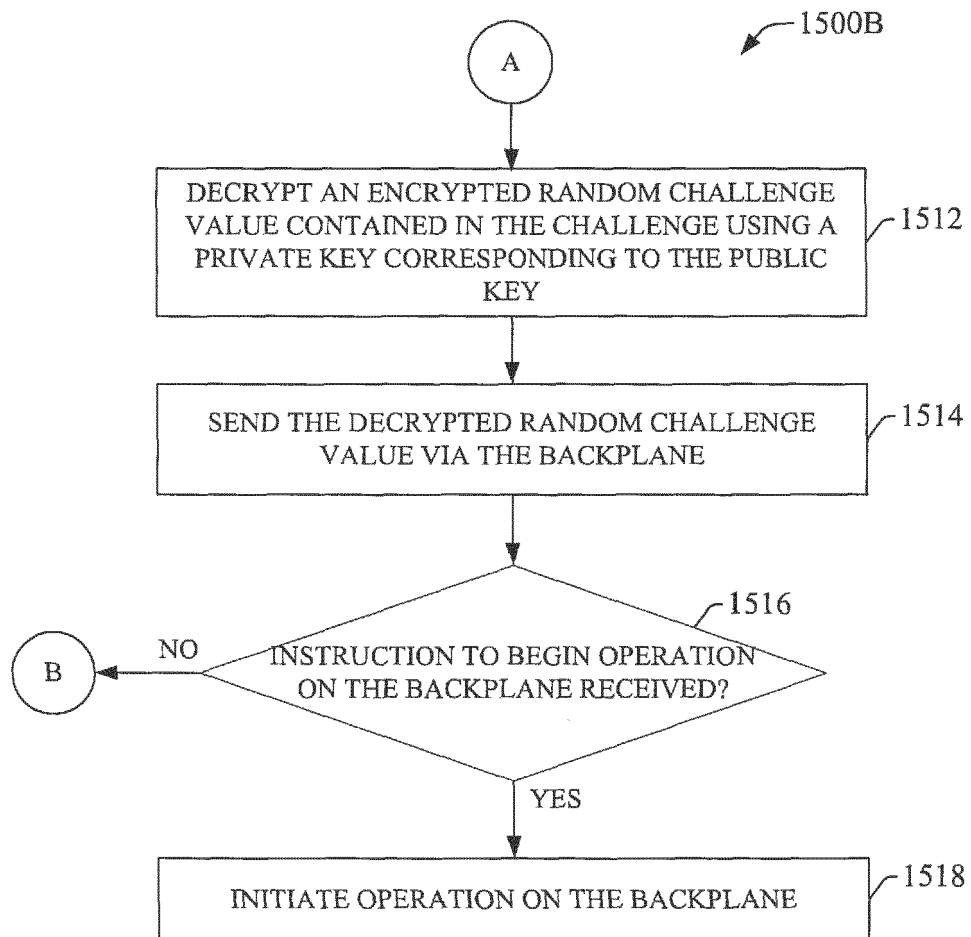 1500B
A
DECRYPT AN ENCRYPTED RANDOM CHALLENGE
VALUE CONTAINED IN THE CHALLENGE USING A
PRIVATE KEY CORRESPONDING TO THE PUBLIC
KEY
1512
SEND THE DECRYPTED RANDOM CHALLENGE
VALUE VIA THE BACKPLANE
1514
1516
INSTRUCTION TO BEGIN OPERATION
ON THE BACKPLANE RECEIVED?
NO
B
YES
INITIATE OPERATION ON THE BACKPLANE
1518